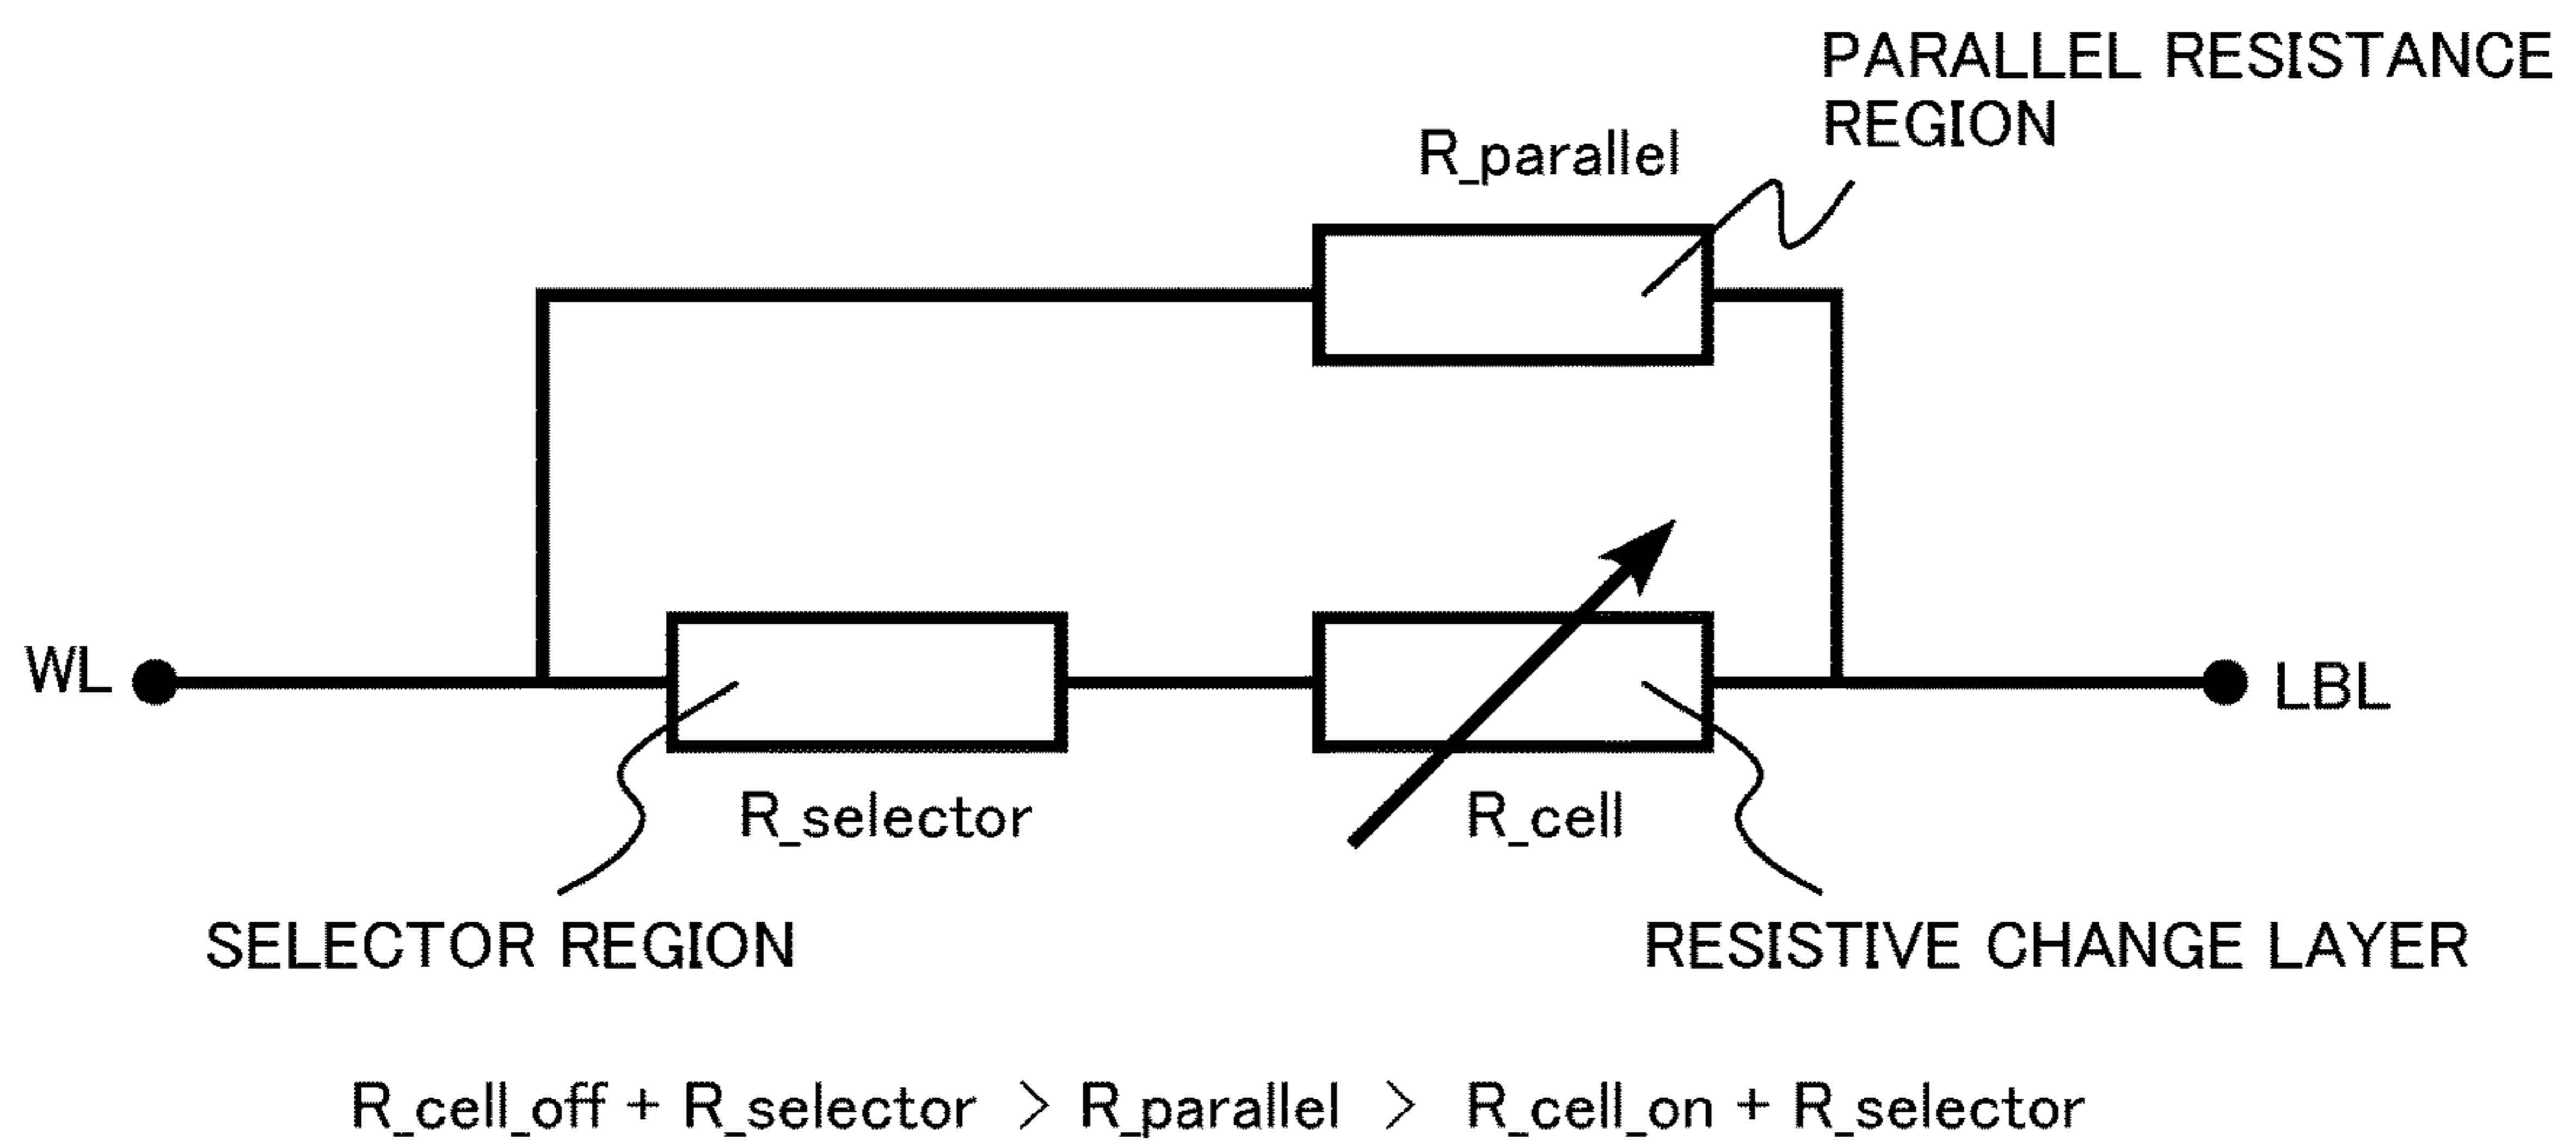 PARALLEL RESISTANCE
REGION
R_parallel
WL
LBL
R_selector
R_cell
SELECTOR REGION
RESISTIVE CHANGE LAYER
R_cell_off + R_selector > R_parallel > R_cell_on + R_selector